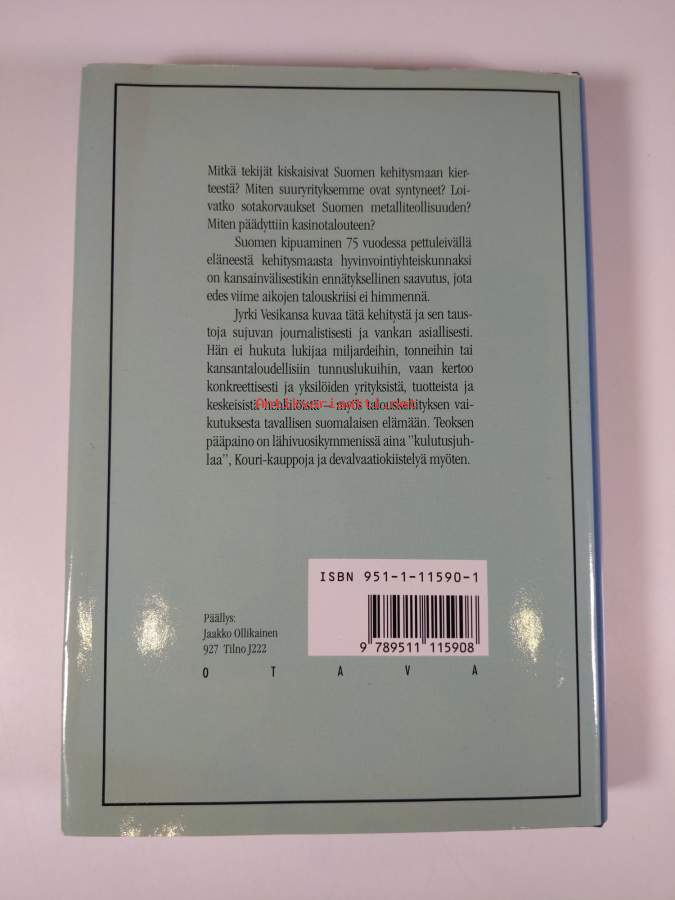 Mitkä tekijät kiskaisivat Suomen kehitysmaan kier-
teestä? Miten suuryrityksemme ovat syntyneet? Loi-
vatko sotakorvaukset Suomen metalliteollisuuden?
Miten päädyttiin kasinotalouteen?
Suomen kipuaminen 75 vuodessa pettuleivällä
eläneestä kehitysmaasta hyvinvointiyhteiskunnaksi
on kansainvälisestikin ennätyksellinen saavutus, jota
edes viime aikojen talouskriisi ei himmennä.
Jyrki Vesikansa kuvaa tätä kehitystä ja sen taus-
toja sujuvan journalistisesti ja vankan asiallisesti.
Hän ei hukuta lukijaa miljardeihin, tonneihin tai
kansantaloudellisiin tunnuslukuihin, vaan kertoo
konkreettisesti ja yksilöiden yrityksistä, tuotteista ja
keskeisistä henkilöistä – myös talouskehityksen vai-
kutuksesta tavallisen suomalaisen elämään. Teoksen
pääpaino on lähivuosikymmenissä aina "kulutusjuh-
laa", Kouri-kauppoja ja devalvaatiokiistelyä myöten.
ISBN 951-1-11590-1
9 789511 115908
Päällys:
Jaakko Ollikainen
927 Tilno J222
OTAVA